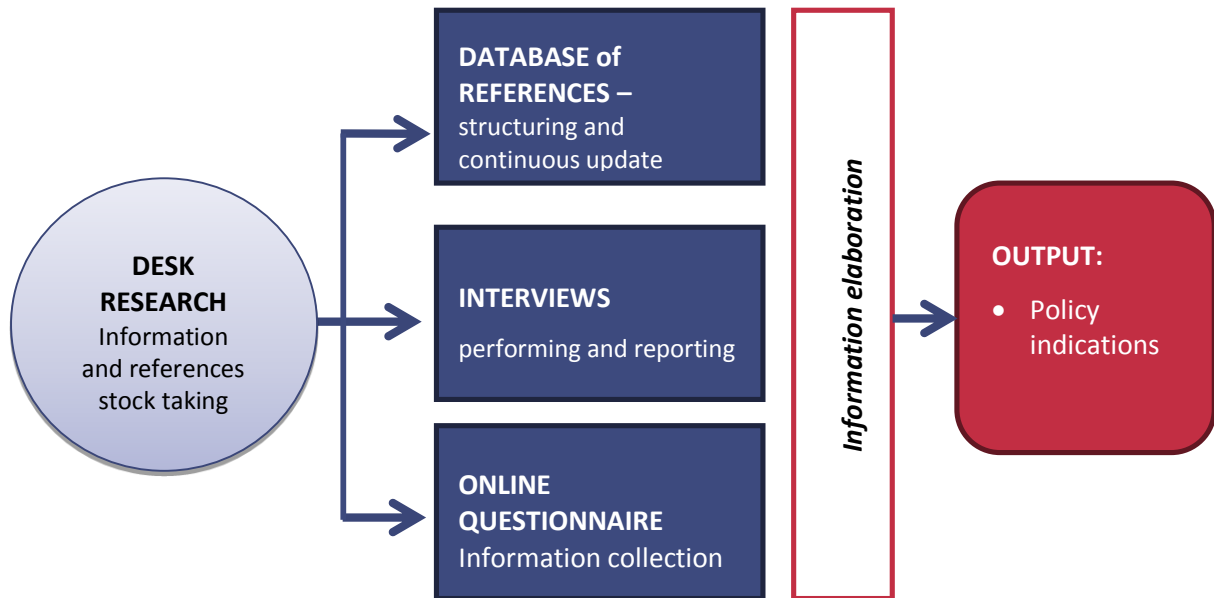 DESK
RESEARCH
Information
and references
stock taking
DATABASE of
REFERENCES –
structuring and
continuous update
INTERVIEWS
performing and reporting
ONLINE
QUESTIONNAIRE
Information collection
Information elaboration
OUTPUT:
• Policy
indications